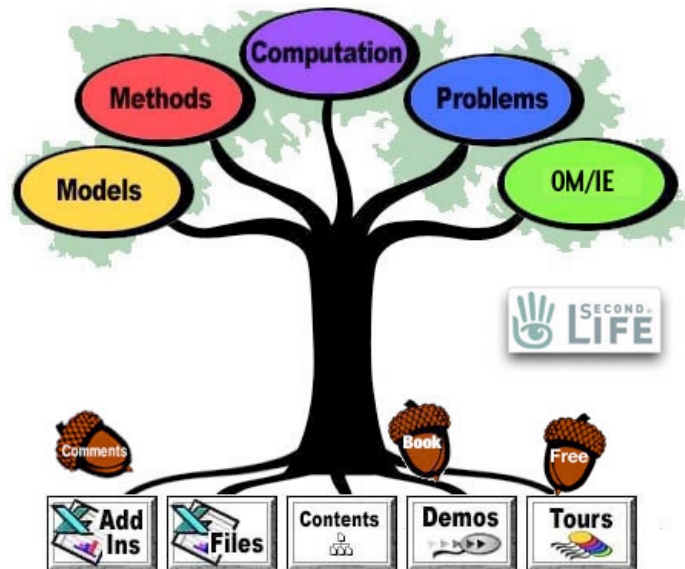 Computation
Methods
Problems
Models
OM/IE
SECOND
LIFE
Comments
Book
Free
Add
Ins
Files
Contents
Demos
Tours